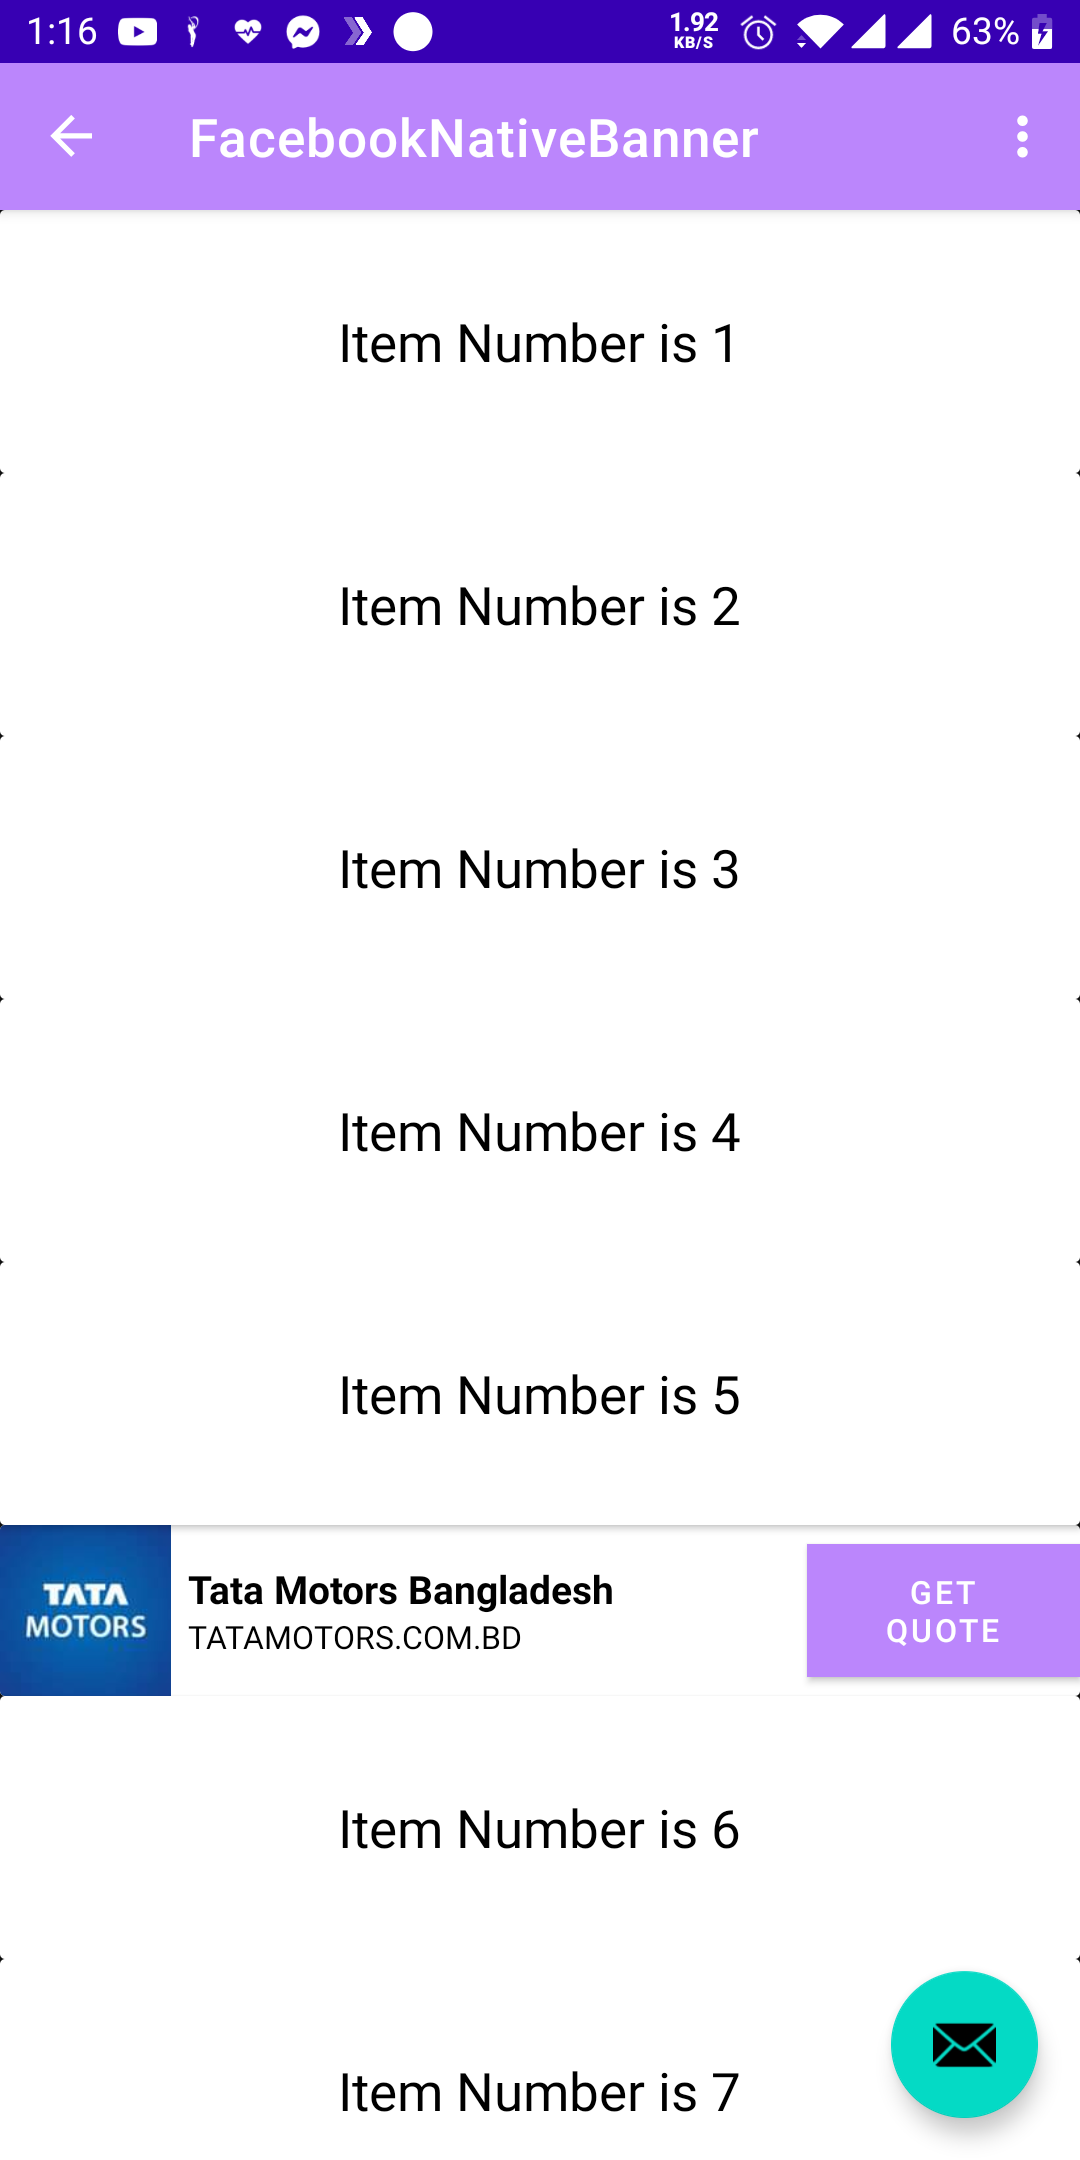 1:16 1.92 KB/S 63%
FacebookNativeBanner
Item Number is 1
Item Number is 2
Item Number is 3
Item Number is 4
Item Number is 5
TATA
MOTORS
Tata Motors Bangladesh
TATAMOTORS.COM.BD
GET
QUOTE
Item Number is 6
Item Number is 7